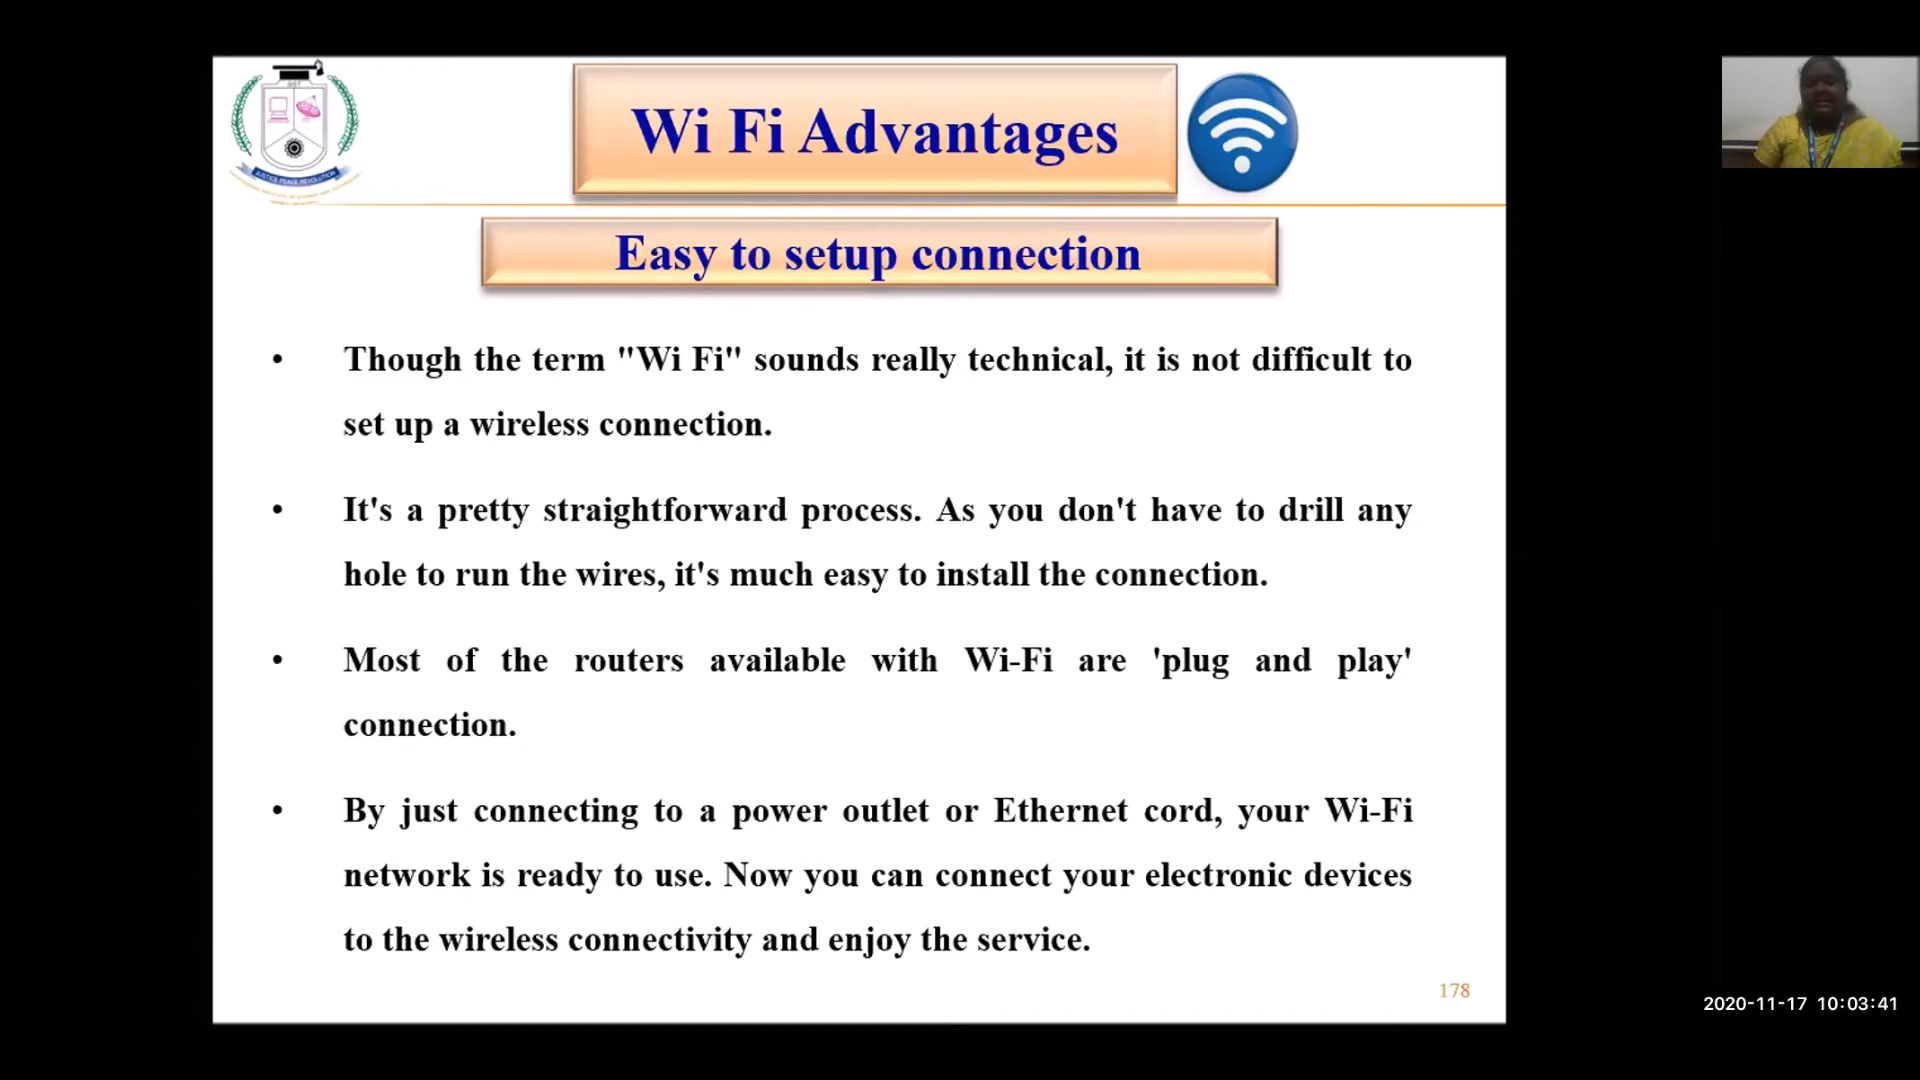 Wi Fi Advantages
Easy to setup connection
• Though the term "Wi Fi" sounds really technical, it is not difficult to
set up a wireless connection.
• It's a pretty straightforward process. As you don't have to drill any
hole to run the wires, it's much easy to install the connection.
• Most of the routers available with Wi-Fi are 'plug and play'
connection.
• By just connecting to a power outlet or Ethernet cord, your Wi-Fi
network is ready to use. Now you can connect your electronic devices
to the wireless connectivity and enjoy the service.
178
JUSTICE PEACE REVOLUTION
2020-11-17 10:03:41